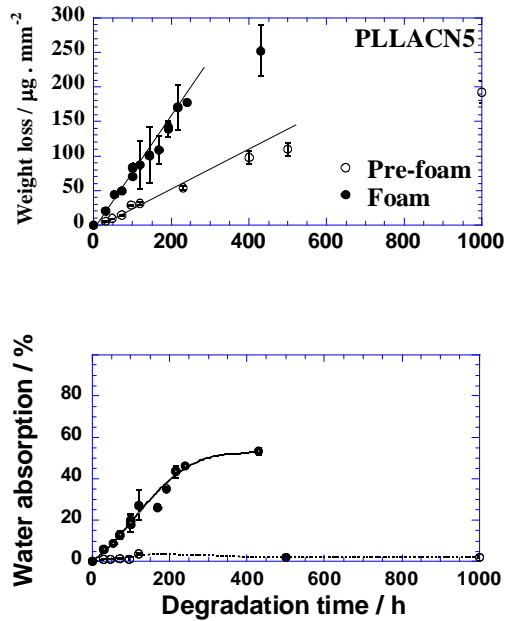 300
250
200
150
100
50
0
Weight loss / µg . mm-2
PLLACN5
Pre-foam
Foam
0 200 400 600 800 1000
80
60
40
20
0
Water absorption / %
0 200 400 600 800 1000
Degradation time / h